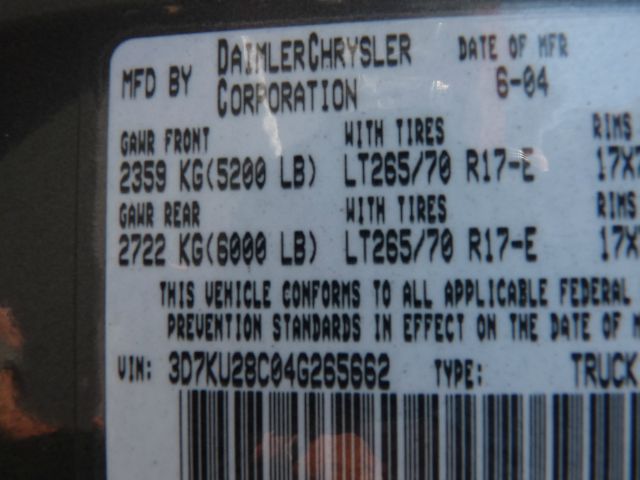 MFD BY DAIMLERCHRYSLER CORPORATION DATE OF MFR 6-04
GAWR FRONT WITH TIRES RIMS
2359 KG(5200 LB) LT265/70 R17-E 17X7
GAWR REAR WITH TIRES RIMS
2722 KG(6000 LB) LT265/70 R17-E 17X7
THIS VEHICLE CONFORMS TO ALL APPLICABLE FEDERAL
PREVENTION STANDARDS IN EFFECT ON THE DATE OF M
VIN: 3D7KU28C04G265662 TYPE: TRUCK